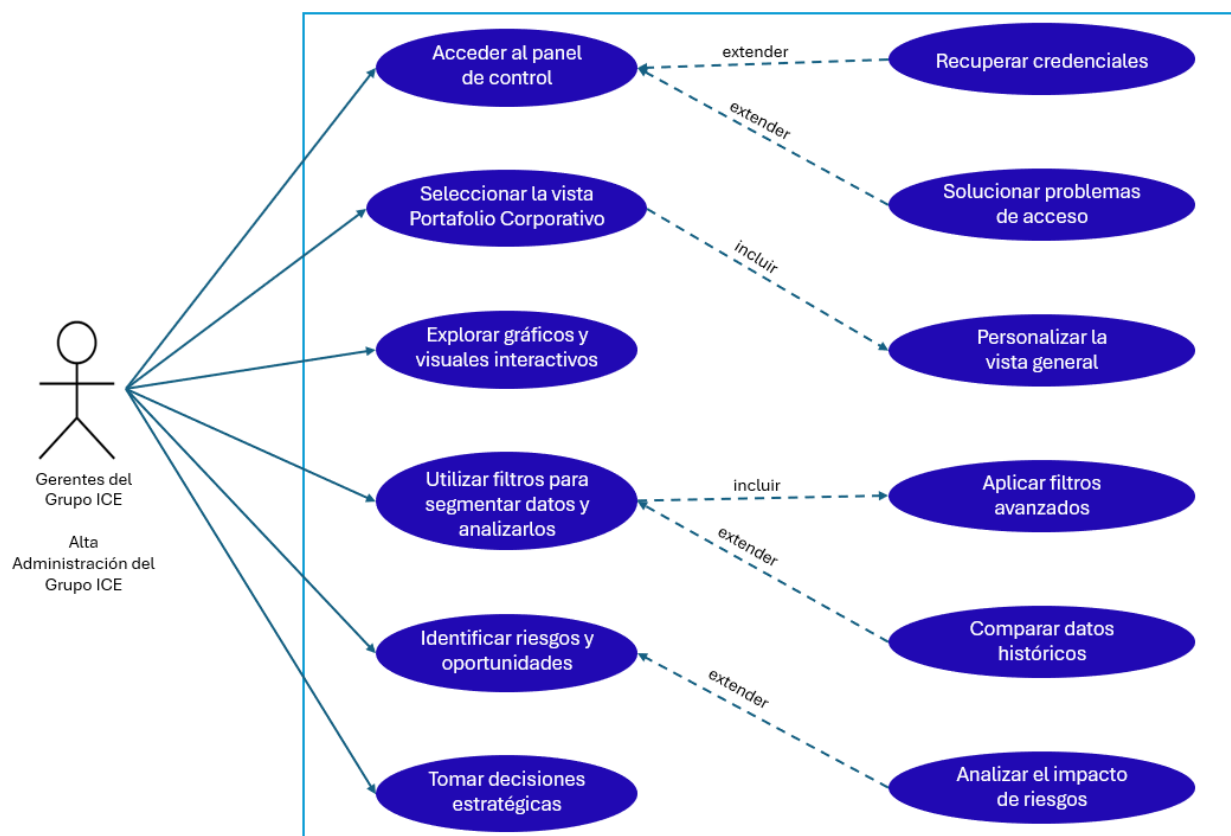 Acceder al panel
de control
extender
Recuperar credenciales
extender
Solucionar problemas
de acceso
Seleccionar la vista
Portafolio Corporativo
incluir
Personalizar la
vista general
Explorar gráficos y
visuales interactivos
Gerentes del
Grupo ICE
Alta
Administración del
Grupo ICE
Utilizar filtros para
segmentar datos y
analizarlos
incluir
Aplicar filtros
avanzados
extender
Comparar datos
históricos
Identificar riesgos y
oportunidades
extender
Analizar el impacto
de riesgos
Tomar decisiones
estratégicas